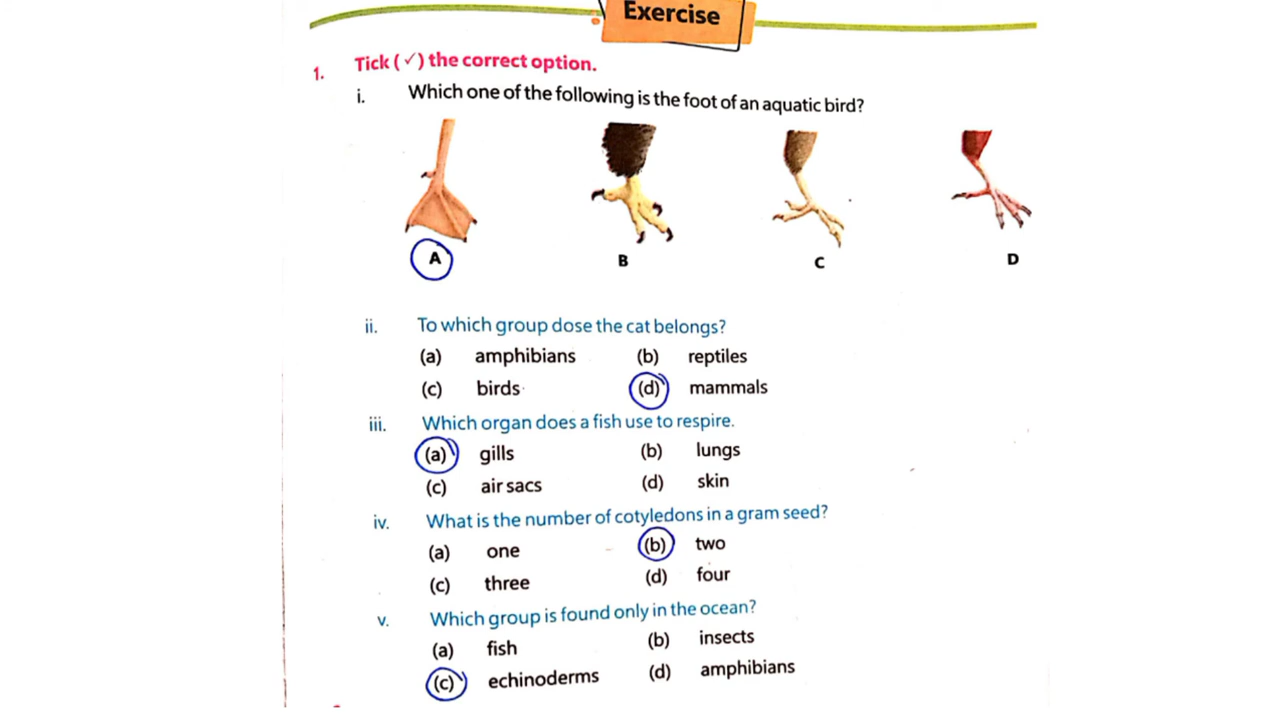 Exercise
1. Tick (✓) the correct option.
i. Which one of the following is the foot of an aquatic bird?
A B C D
ii. To which group dose the cat belongs?
(a) amphibians (b) reptiles
(c) birds (d) mammals
iii. Which organ does a fish use to respire.
(a) gills (b) lungs
(c) air sacs (d) skin
iv. What is the number of cotyledons in a gram seed?
(a) one (b) two
(c) three (d) four
v. Which group is found only in the ocean?
(a) fish (b) insects
(c) echinoderms (d) amphibians